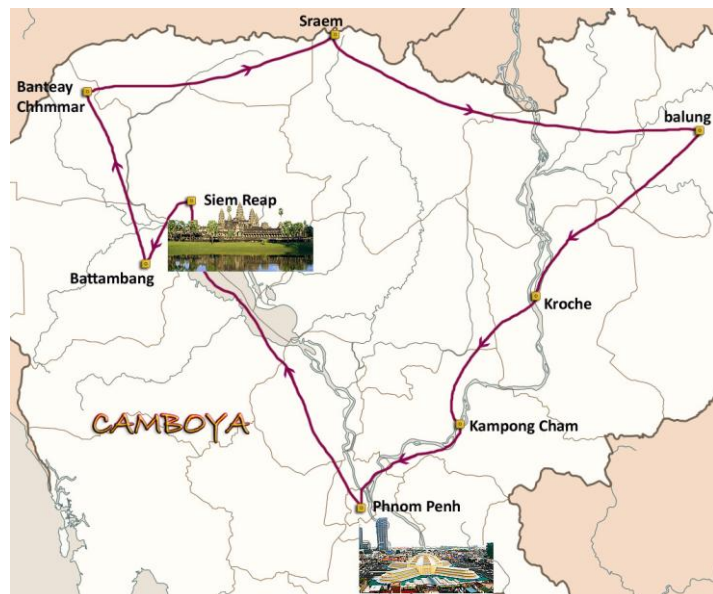 Sraem
Banteay
Chhmmar
balung
Siem Reap
Battambang
Kroche
CAMBOYA
Kampong Cham
Phnom Penh